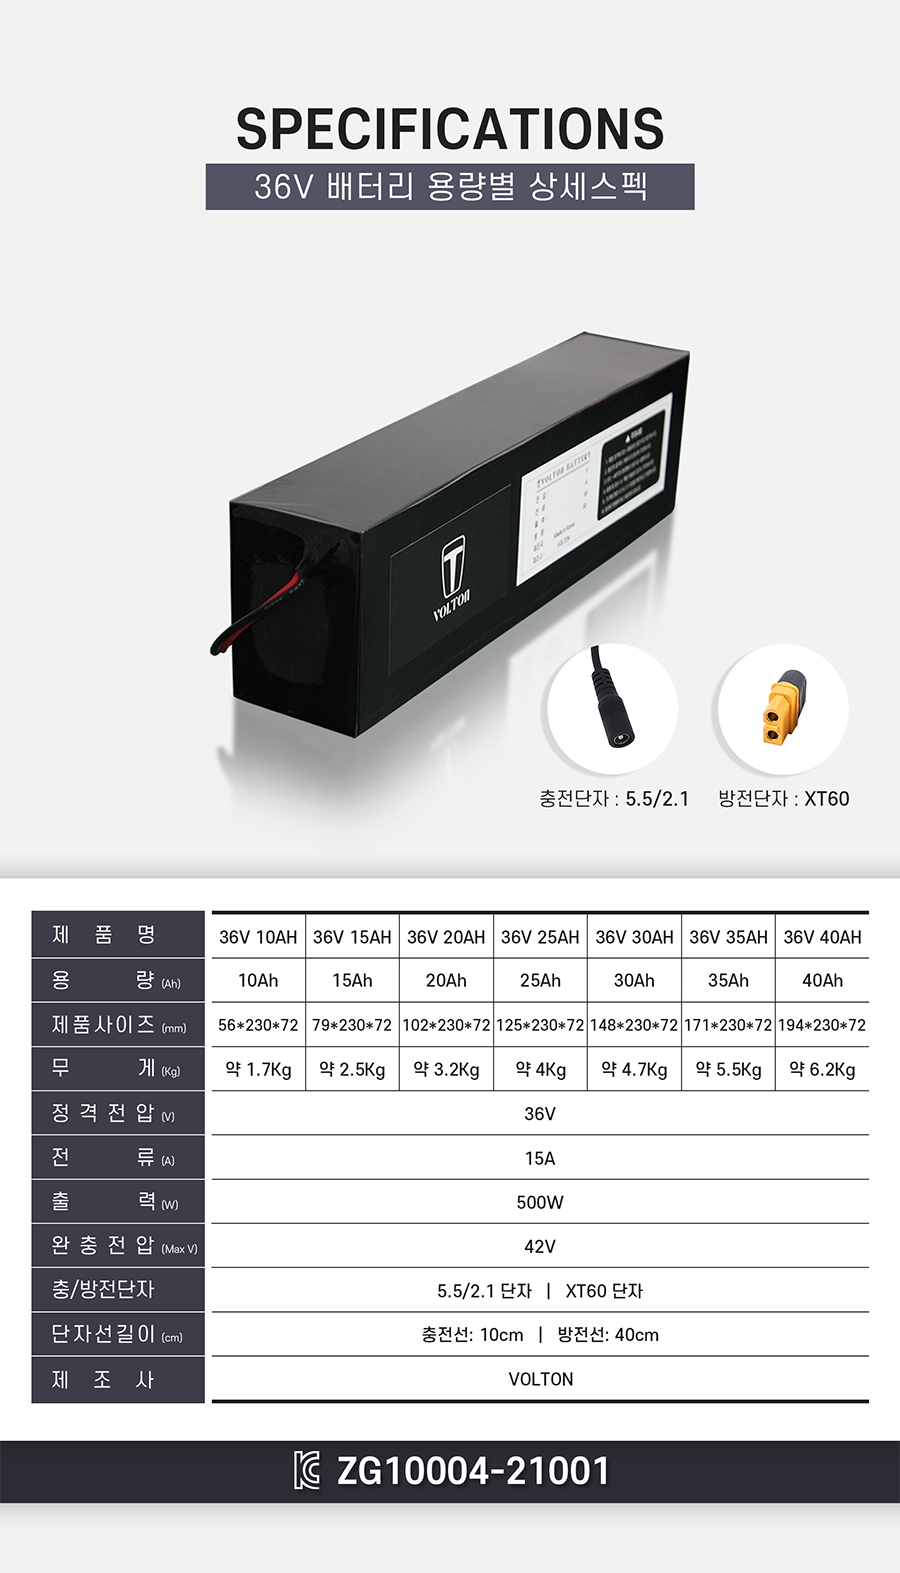 SPECIFICATIONS
36V 배터리 용량별 상세스펙
VOLTON BATTERY
VOLTON
T
VOLTON
충전단자 : 5.5/2.1 방전단자 : XT60
제 품 명 36V 10AH 36V 15AH 36V 20AH 36V 25AH 36V 30AH 36V 35AH 36V 40AH
용 량 (Ah) 10Ah 15Ah 20Ah 25Ah 30Ah 35Ah 40Ah
제품사이즈 (mm) 56*230*72 79*230*72 102*230*72 125*230*72 148*230*72 171*230*72 194*230*72
무 게 (Kg) 약 1.7Kg 약 2.5Kg 약 3.2Kg 약 4Kg 약 4.7Kg 약 5.5Kg 약 6.2Kg
정 격 전 압 (V) 36V
전 류 (A) 15A
출 력 (W) 500W
완 충 전 압 (Max V) 42V
충/방전단자 5.5/2.1 단자 | XT60 단자
단자선길이 (cm) 충전선: 10cm | 방전선: 40cm
제 조 사 VOLTON
KC ZG10004-21001